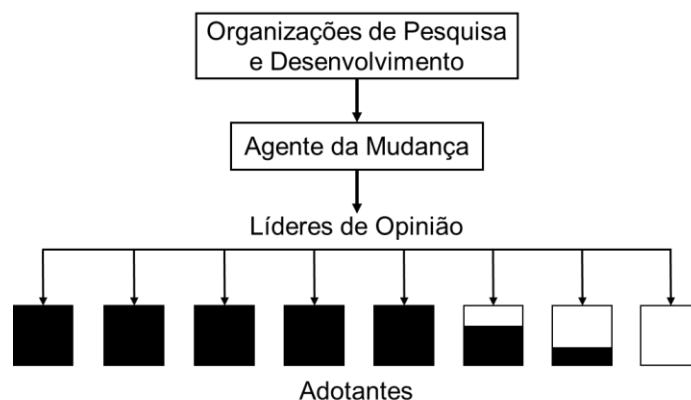 Organizações de Pesquisa
e Desenvolvimento
Agente da Mudança
Líderes de Opinião
Adotantes